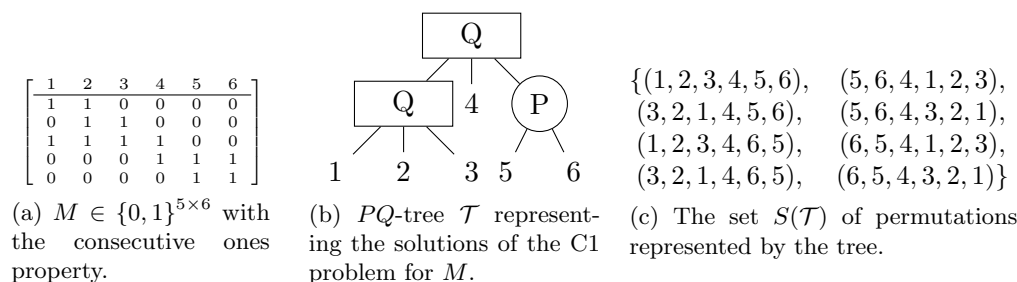 1 2 3 4 5 6
1 1 0 0 0 0
0 1 1 0 0 0
1 1 1 1 0 0
0 0 0 1 1 1
0 0 0 0 1 1
(a) M ∈ {0, 1}^{5×6} with
the consecutive ones
property.
Q
Q 4 P
1 2 3 5 6
(b) PQ-tree 𝒯 represent-
ing the solutions of the C1
problem for M.
{(1, 2, 3, 4, 5, 6), (5, 6, 4, 1, 2, 3),
(3, 2, 1, 4, 5, 6), (5, 6, 4, 3, 2, 1),
(1, 2, 3, 4, 6, 5), (6, 5, 4, 1, 2, 3),
(3, 2, 1, 4, 6, 5), (6, 5, 4, 3, 2, 1)}
(c) The set S(𝒯) of permutations
represented by the tree.